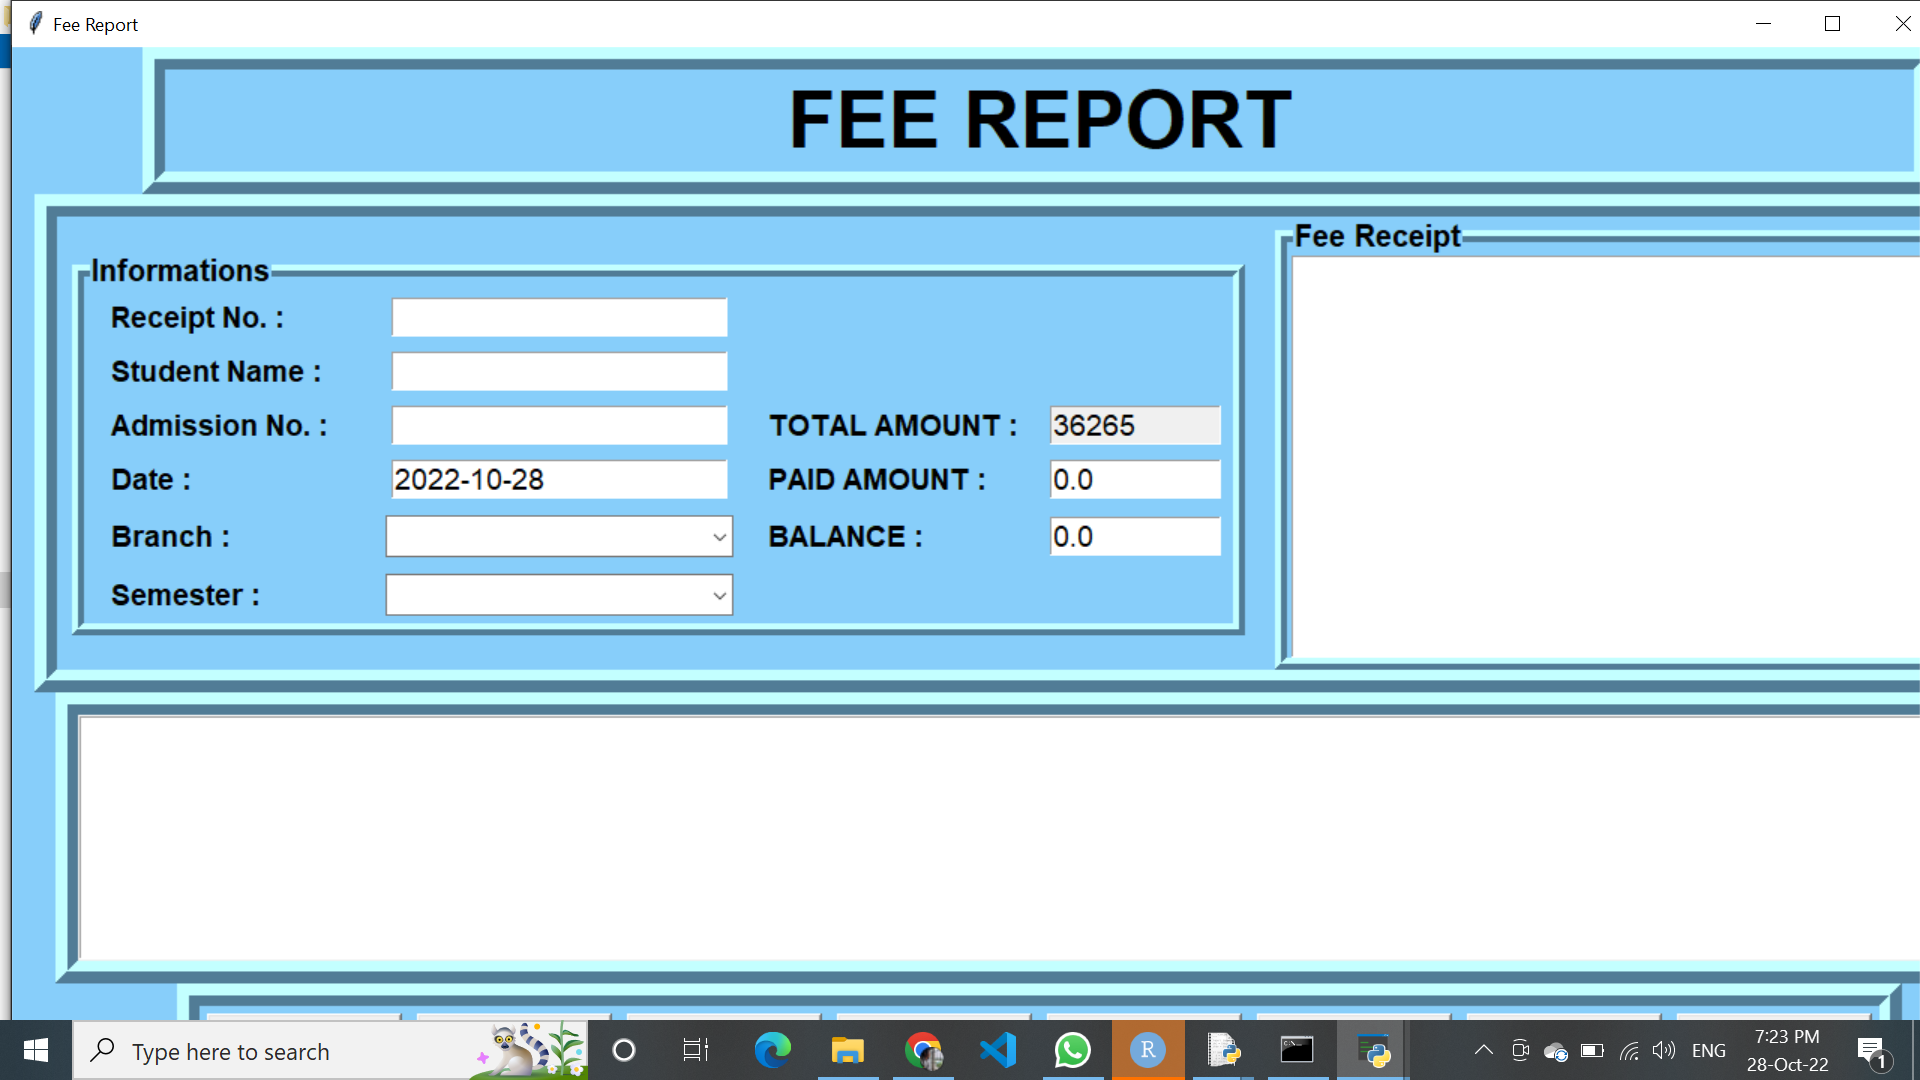 Fee Report
FEE REPORT
Informations
Receipt No. :
Student Name :
Admission No. :
Date : 2022-10-28
Branch :
Semester :
TOTAL AMOUNT : 36265
PAID AMOUNT : 0.0
BALANCE : 0.0
Fee Receipt
Type here to search
R
ENG
7:23 PM
28-Oct-22
1